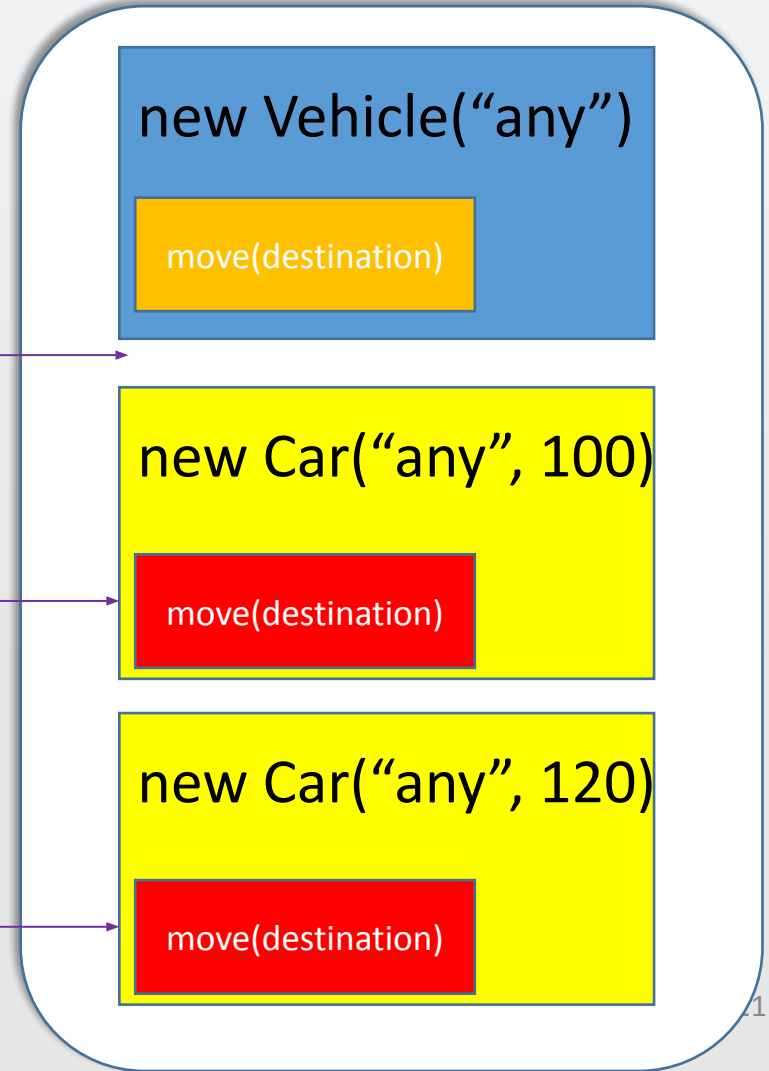 new Vehicle(“any”)
move(destination)
new Car(“any”, 100)
move(destination)
new Car(“any”, 120)
move(destination)